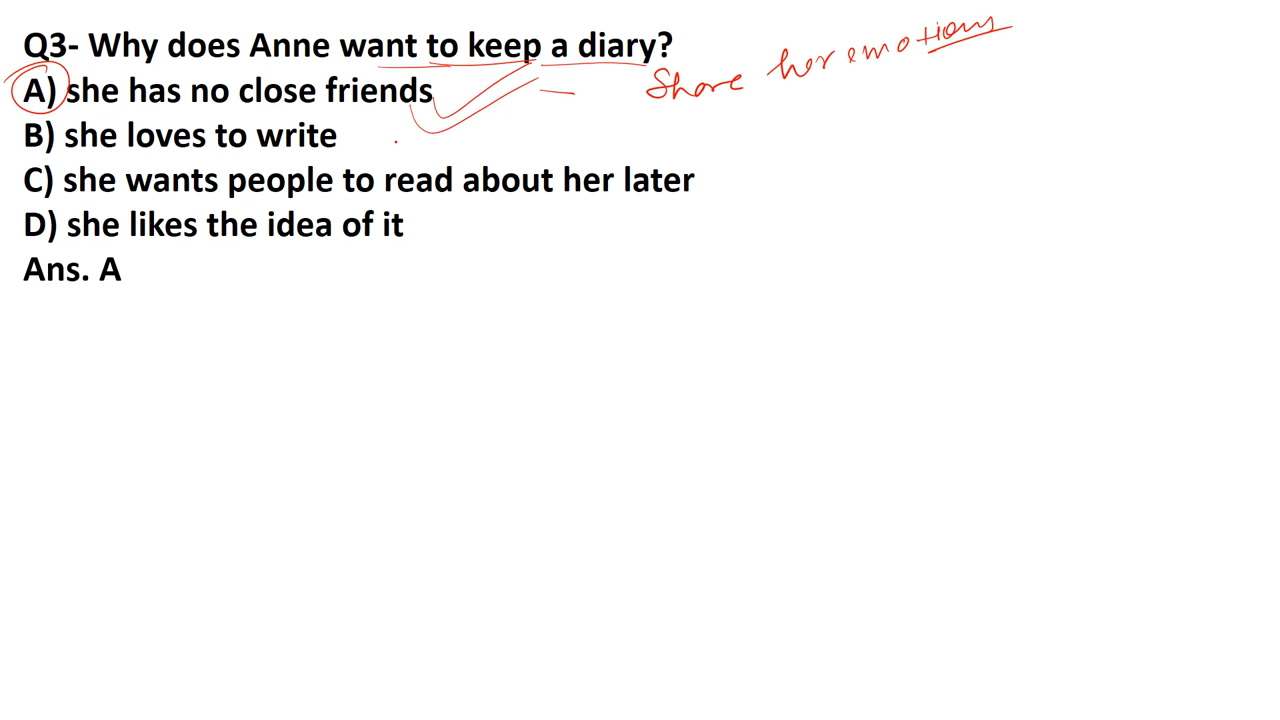 Q3- Why does Anne want to keep a diary?
A) she has no close friends
Share her emotions
B) she loves to write
C) she wants people to read about her later
D) she likes the idea of it
Ans. A